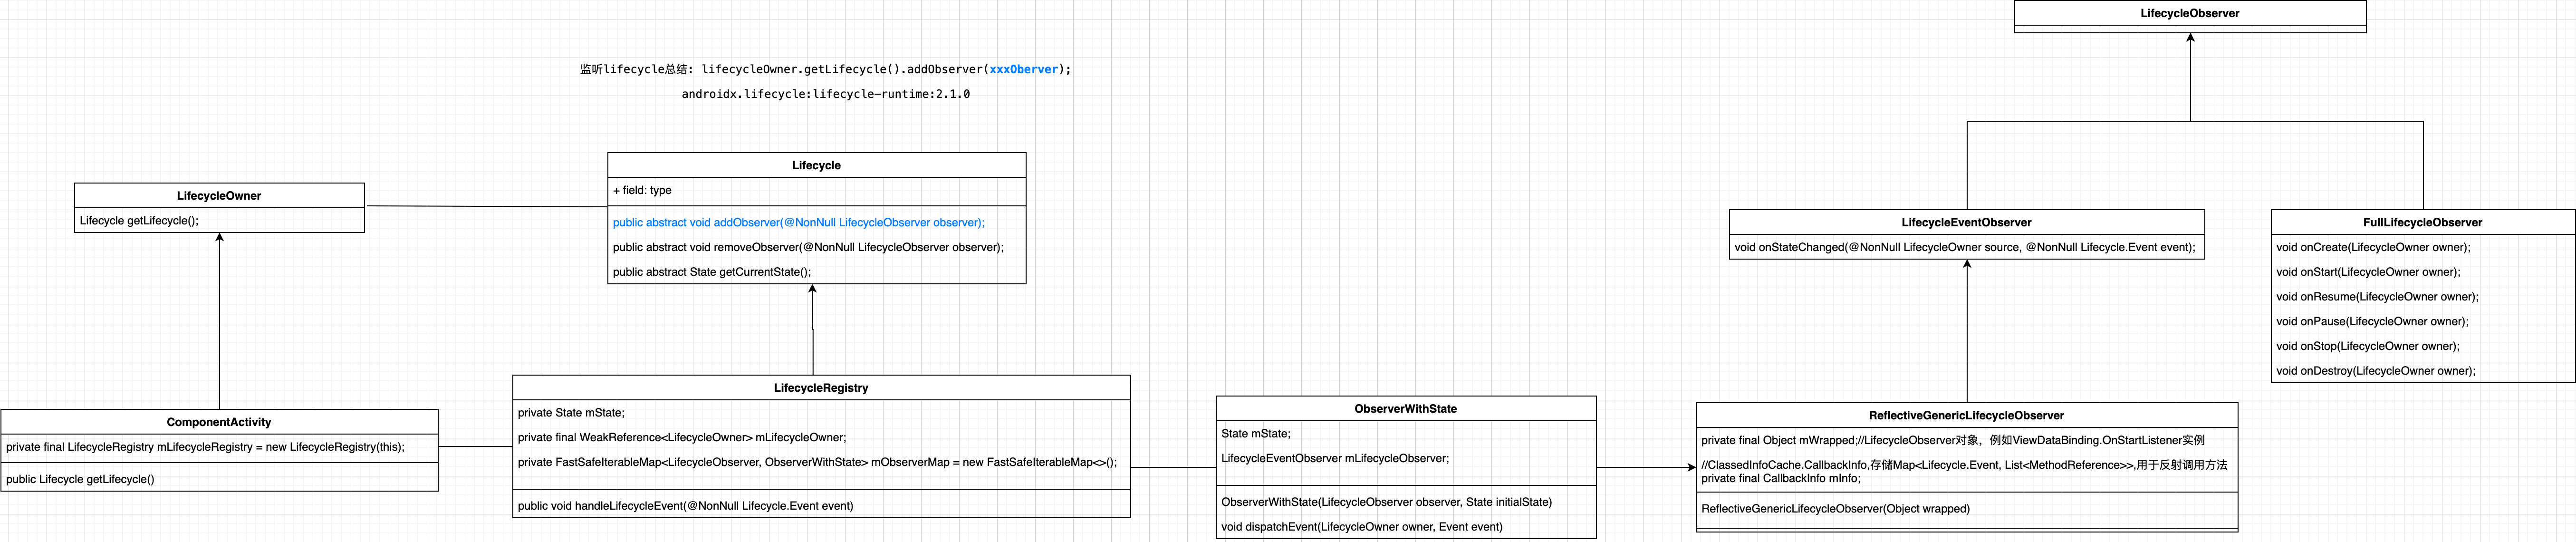 LifecycleObserver
监听lifecycle总结: lifecycleOwner.getLifecycle().addObserver(xxxOberver);
androidx.lifecycle:lifecycle-runtime:2.1.0
LifecycleOwner
Lifecycle getLifecycle();
Lifecycle
+ field: type
public abstract void addObserver(@NonNull LifecycleObserver observer);
public abstract void removeObserver(@NonNull LifecycleObserver observer);
public abstract State getCurrentState();
LifecycleEventObserver
void onStateChanged(@NonNull LifecycleOwner source, @NonNull Lifecycle.Event event);
FullLifecycleObserver
void onCreate(LifecycleOwner owner);
void onStart(LifecycleOwner owner);
void onResume(LifecycleOwner owner);
void onPause(LifecycleOwner owner);
void onStop(LifecycleOwner owner);
void onDestroy(LifecycleOwner owner);
ComponentActivity
private final LifecycleRegistry mLifecycleRegistry = new LifecycleRegistry(this);
public Lifecycle getLifecycle()
LifecycleRegistry
private State mState;
private final WeakReference<LifecycleOwner> mLifecycleOwner;
private FastSafeIterableMap<LifecycleObserver, ObserverWithState> mObserverMap = new FastSafeIterableMap<>();
public void handleLifecycleEvent(@NonNull Lifecycle.Event event)
ObserverWithState
State mState;
LifecycleEventObserver mLifecycleObserver;
ObserverWithState(LifecycleObserver observer, State initialState)
void dispatchEvent(LifecycleOwner owner, Event event)
ReflectiveGenericLifecycleObserver
private final Object mWrapped;//LifecycleObserver对象，例如ViewDataBinding.OnStartListener实例
//ClassedInfoCache.CallbackInfo,存储Map<Lifecycle.Event, List<MethodReference>>,用于反射调用方法
private final CallbackInfo mInfo;
ReflectiveGenericLifecycleObserver(Object wrapped)